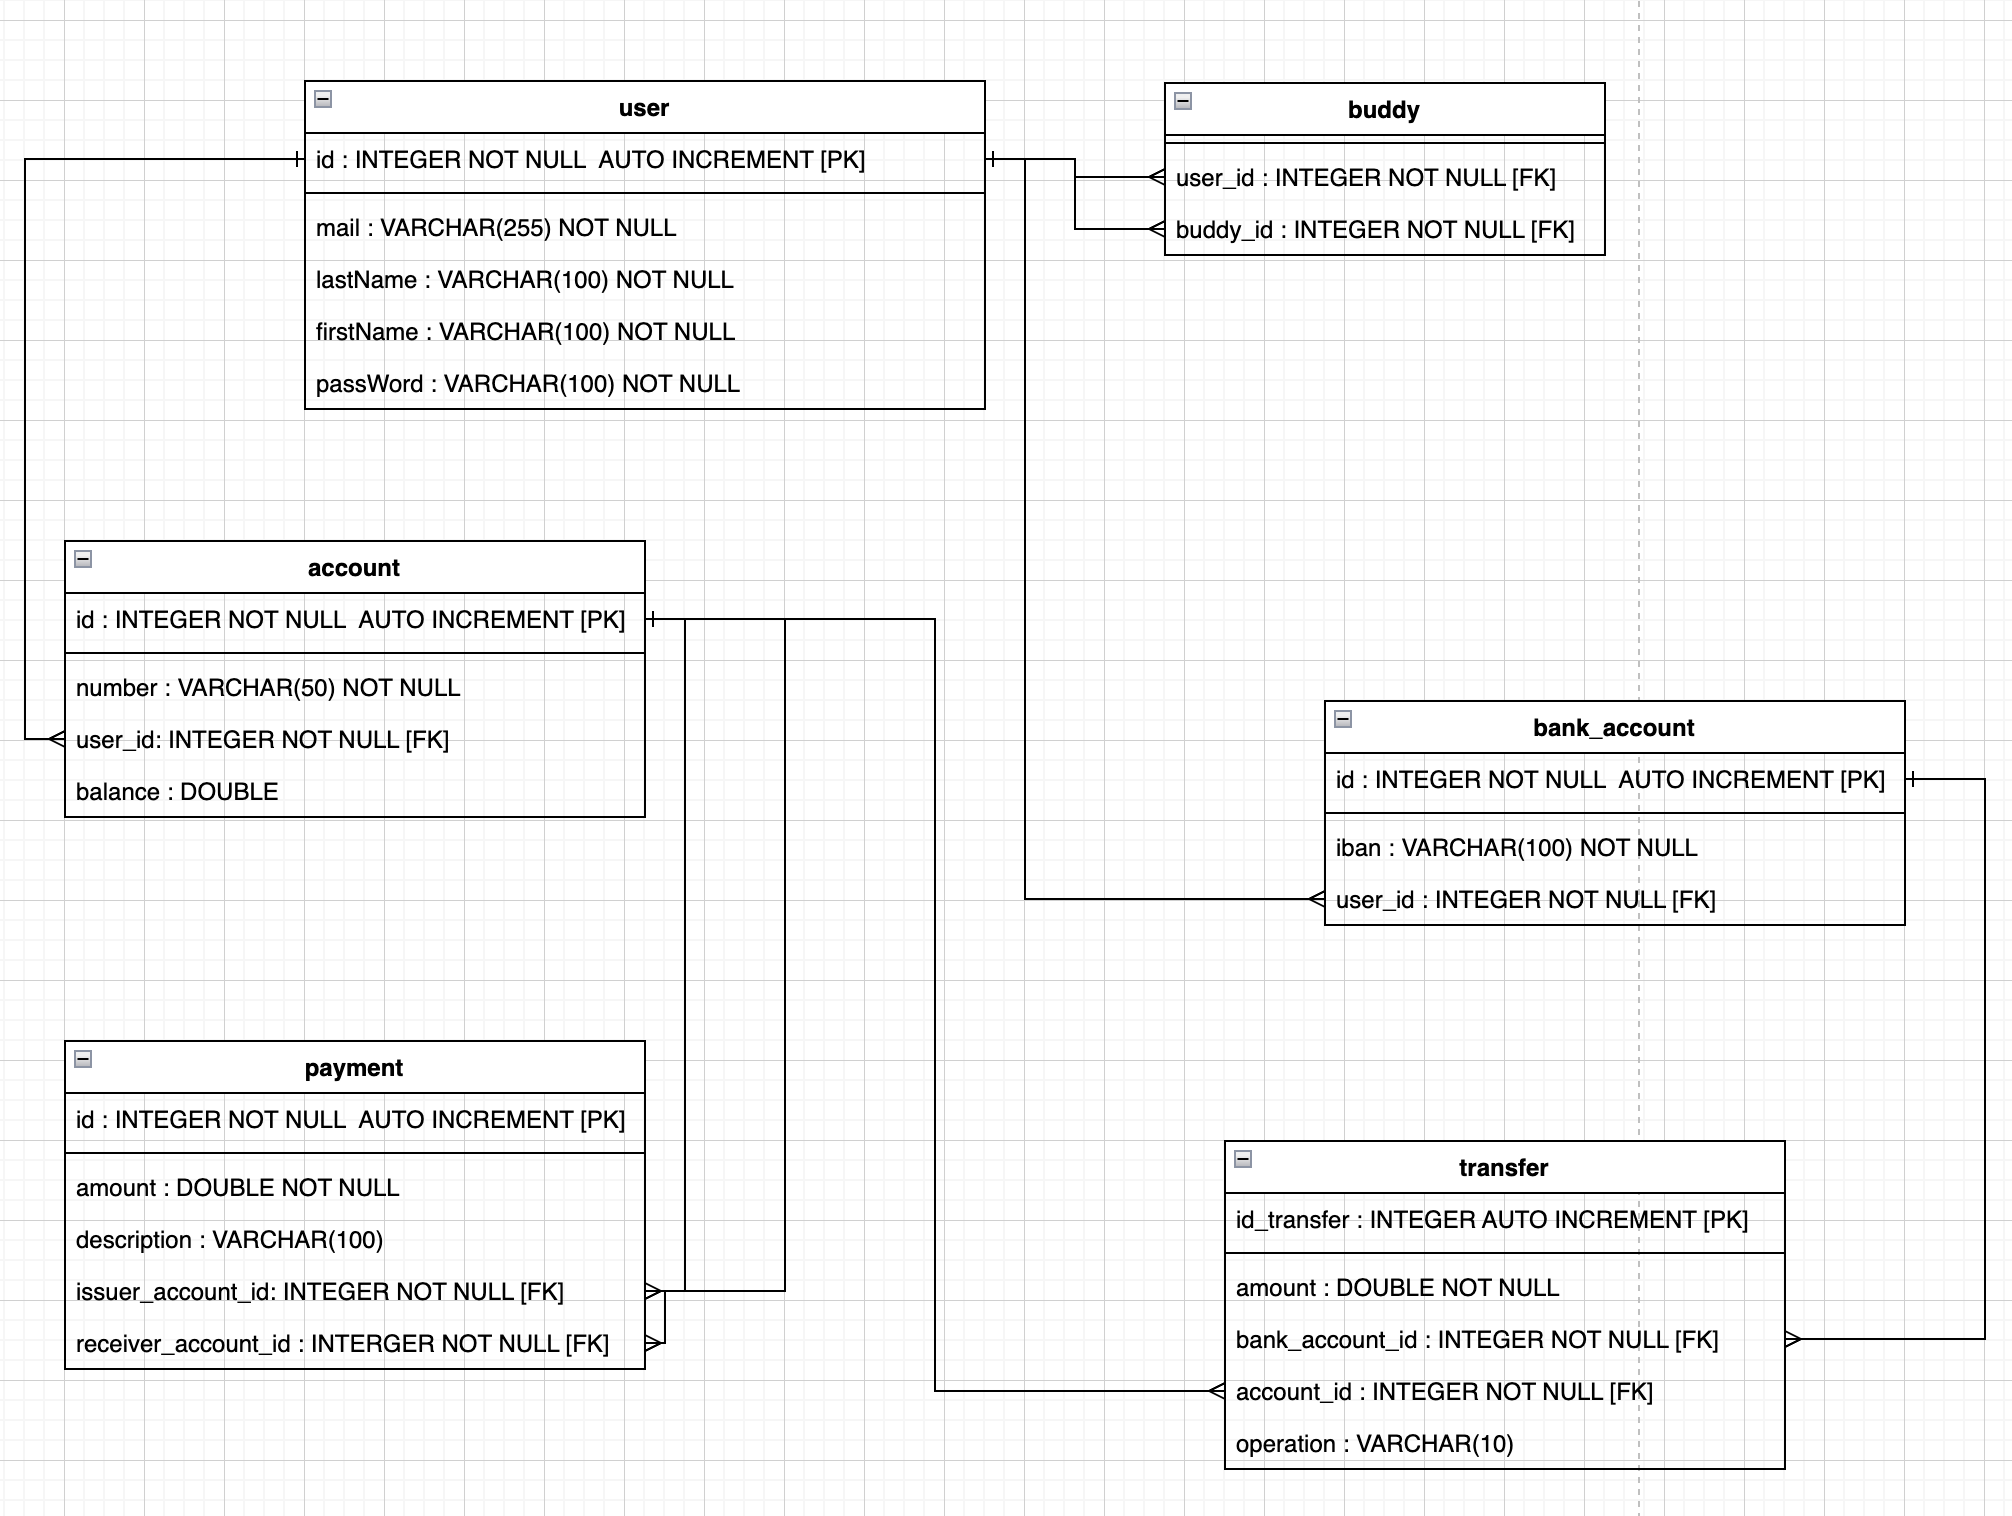 user
id : INTEGER NOT NULL  AUTO INCREMENT [PK]
mail : VARCHAR(255) NOT NULL
lastName : VARCHAR(100) NOT NULL
firstName : VARCHAR(100) NOT NULL
passWord : VARCHAR(100) NOT NULL
buddy
user_id : INTEGER NOT NULL [FK]
buddy_id : INTEGER NOT NULL [FK]
account
id : INTEGER NOT NULL  AUTO INCREMENT [PK]
number : VARCHAR(50) NOT NULL
user_id: INTEGER NOT NULL [FK]
balance : DOUBLE
bank_account
id : INTEGER NOT NULL  AUTO INCREMENT [PK]
iban : VARCHAR(100) NOT NULL
user_id : INTEGER NOT NULL [FK]
payment
id : INTEGER NOT NULL  AUTO INCREMENT [PK]
amount : DOUBLE NOT NULL
description : VARCHAR(100)
issuer_account_id: INTEGER NOT NULL [FK]
receiver_account_id : INTERGER NOT NULL [FK]
transfer
id_transfer : INTEGER AUTO INCREMENT [PK]
amount : DOUBLE NOT NULL
bank_account_id : INTEGER NOT NULL [FK]
account_id : INTEGER NOT NULL [FK]
operation : VARCHAR(10)